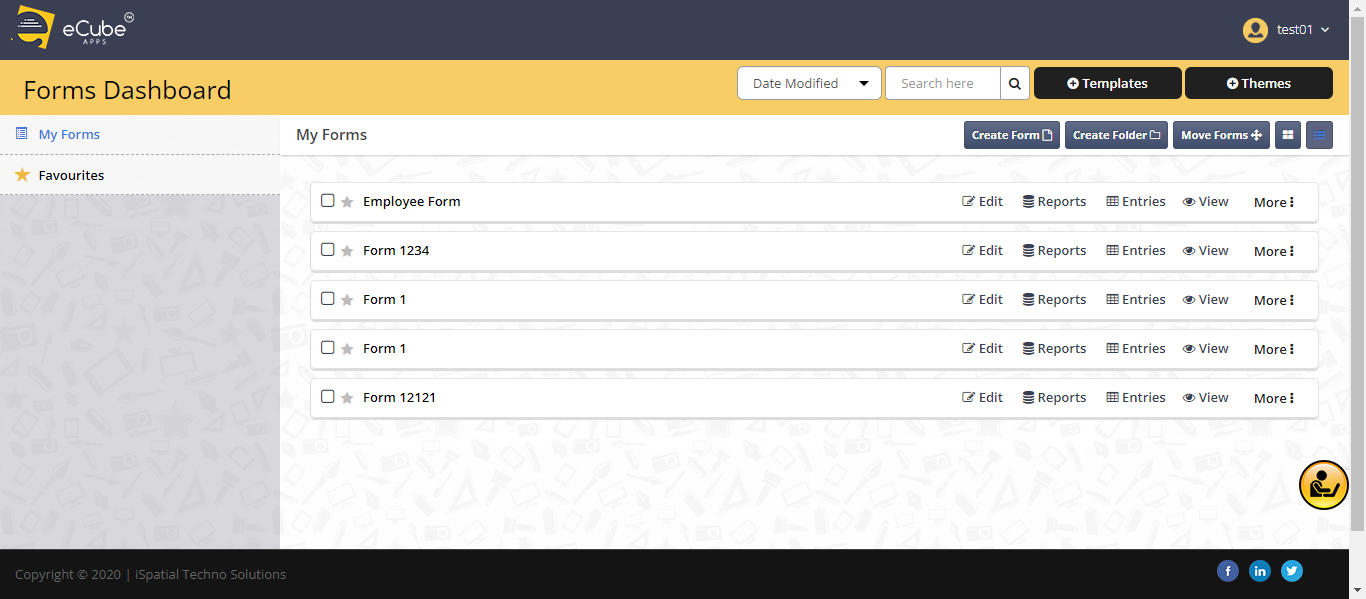 eCube TM
APPS
test01
Forms Dashboard
Date Modified
Search here
Templates
Themes
My Forms
Favourites
My Forms
Create Form
Create Folder
Move Forms
Employee Form Edit Reports Entries View More
Form 1234 Edit Reports Entries View More
Form 1 Edit Reports Entries View More
Form 1 Edit Reports Entries View More
Form 12121 Edit Reports Entries View More
Copyright © 2020 | iSpatial Techno Solutions
f in